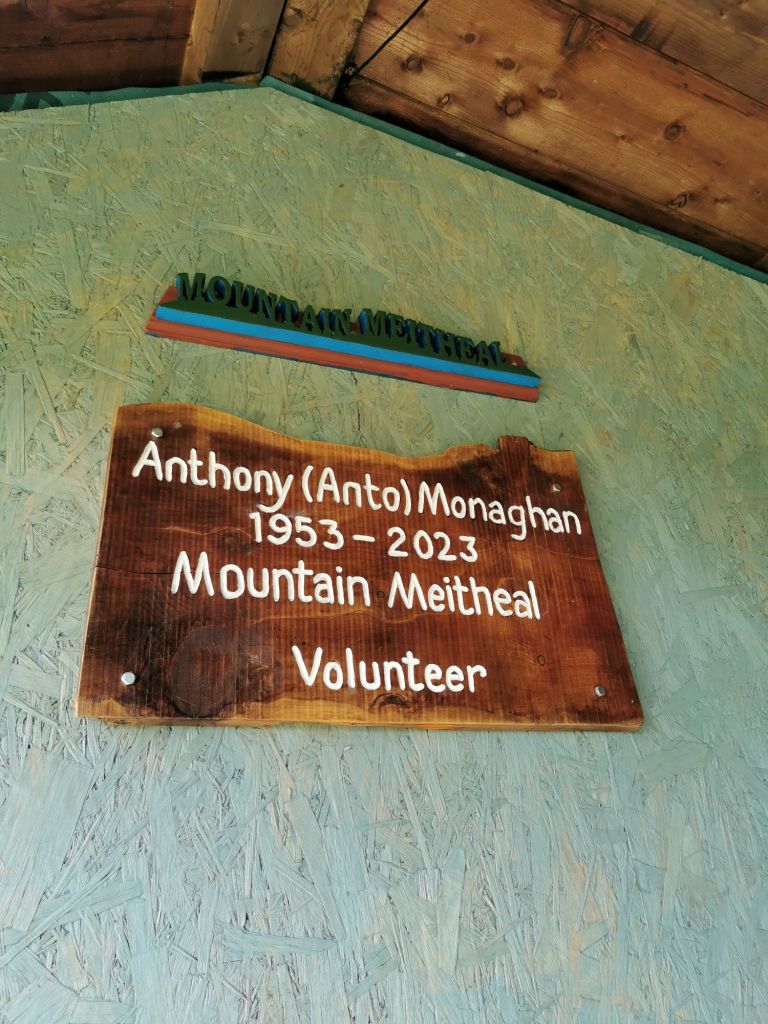 MOUNTAIN MEITHEAL
Anthony (Anto) Monaghan
1953 – 2023
Mountain Meitheal
Volunteer